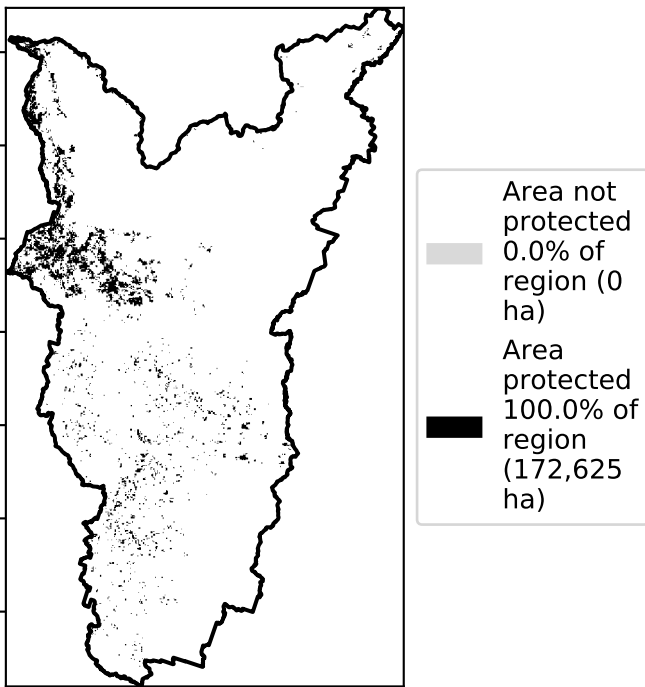 Area not
protected
0.0% of
region (0
ha)
Area
protected
100.0% of
region
(172,625
ha)